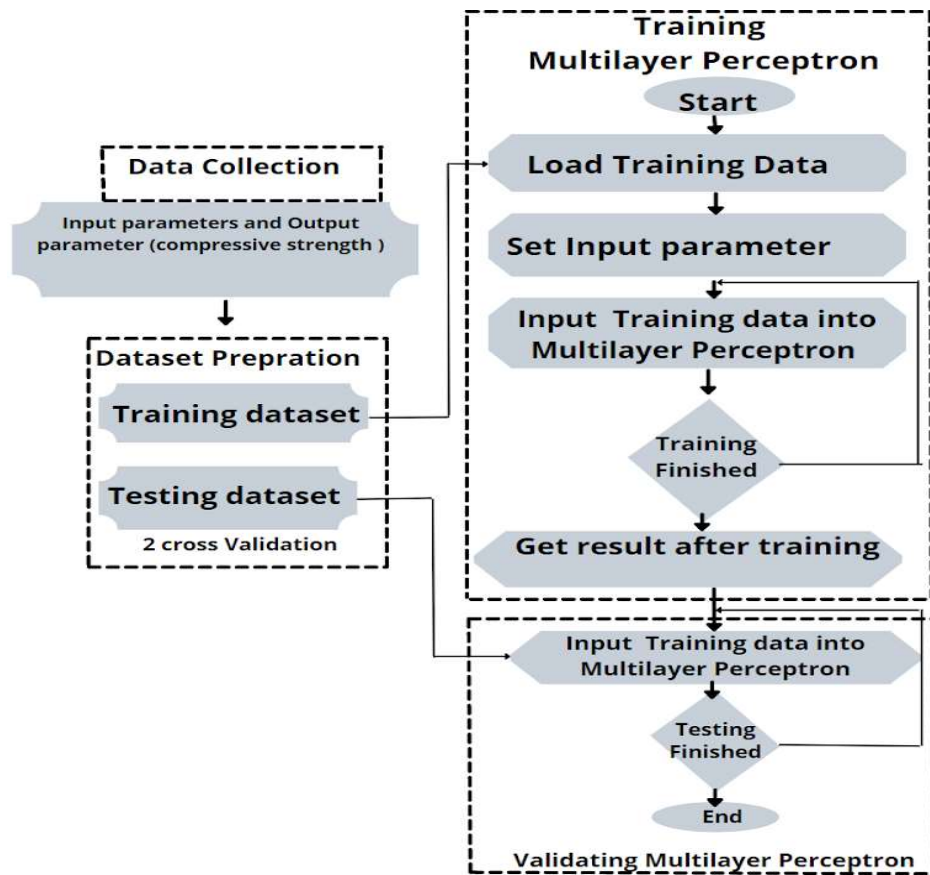 Data Collection
Input parameters and Output
parameter (compressive strength )
Dataset Prepration
Training dataset
Testing dataset
2 cross Validation
Training
Multilayer Perceptron
Start
Load Training Data
Set Input parameter
Input Training data into
Multilayer Perceptron
Training
Finished
Get result after training
Input Training data into
Multilayer Perceptron
Testing
Finished
End
Validating Multilayer Perceptron